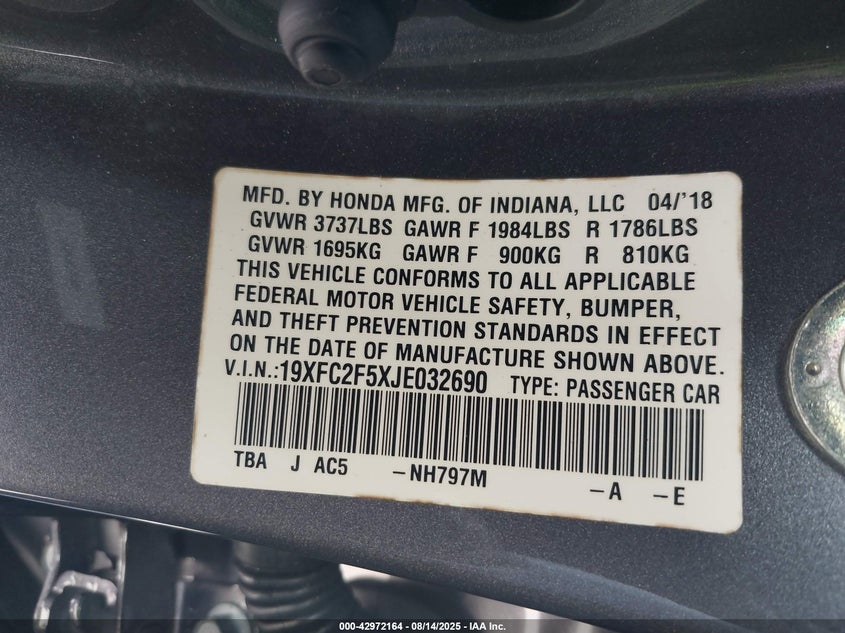 MFD. BY HONDA MFG. OF INDIANA, LLC 04/'18
GVWR 3737LBS GAWR F 1984LBS R 1786LBS
GVWR 1695KG GAWR F 900KG R 810KG
THIS VEHICLE CONFORMS TO ALL APPLICABLE
FEDERAL MOTOR VEHICLE SAFETY, BUMPER,
AND THEFT PREVENTION STANDARDS IN EFFECT
ON THE DATE OF MANUFACTURE SHOWN ABOVE.
V.I.N.:19XFC2F5XJE032690 TYPE: PASSENGER CAR
TBA J AC5 –NH797M –A –E
000-42972164 - 08/14/2025 - IAA Inc.